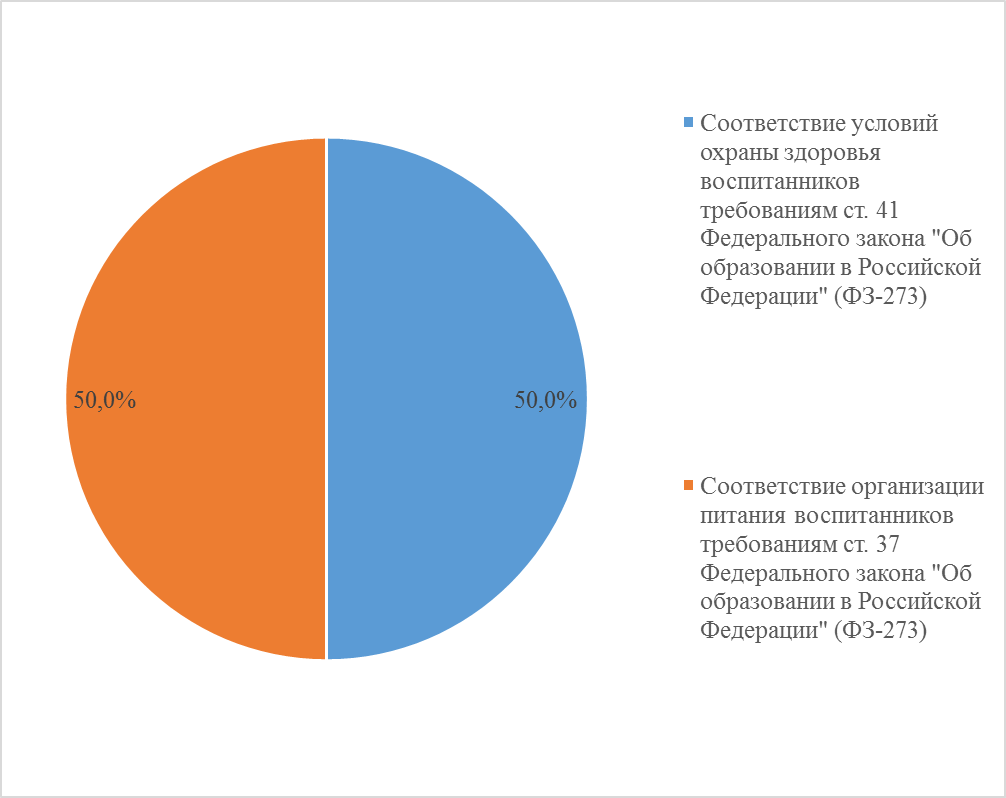 50,0%
50,0%
Соответствие условий
охраны здоровья
воспитанников
требованиям ст. 41
Федерального закона "Об
образовании в Российской
Федерации" (ФЗ-273)
Соответствие организации
питания воспитанников
требованиям ст. 37
Федерального закона "Об
образовании в Российской
Федерации" (ФЗ-273)